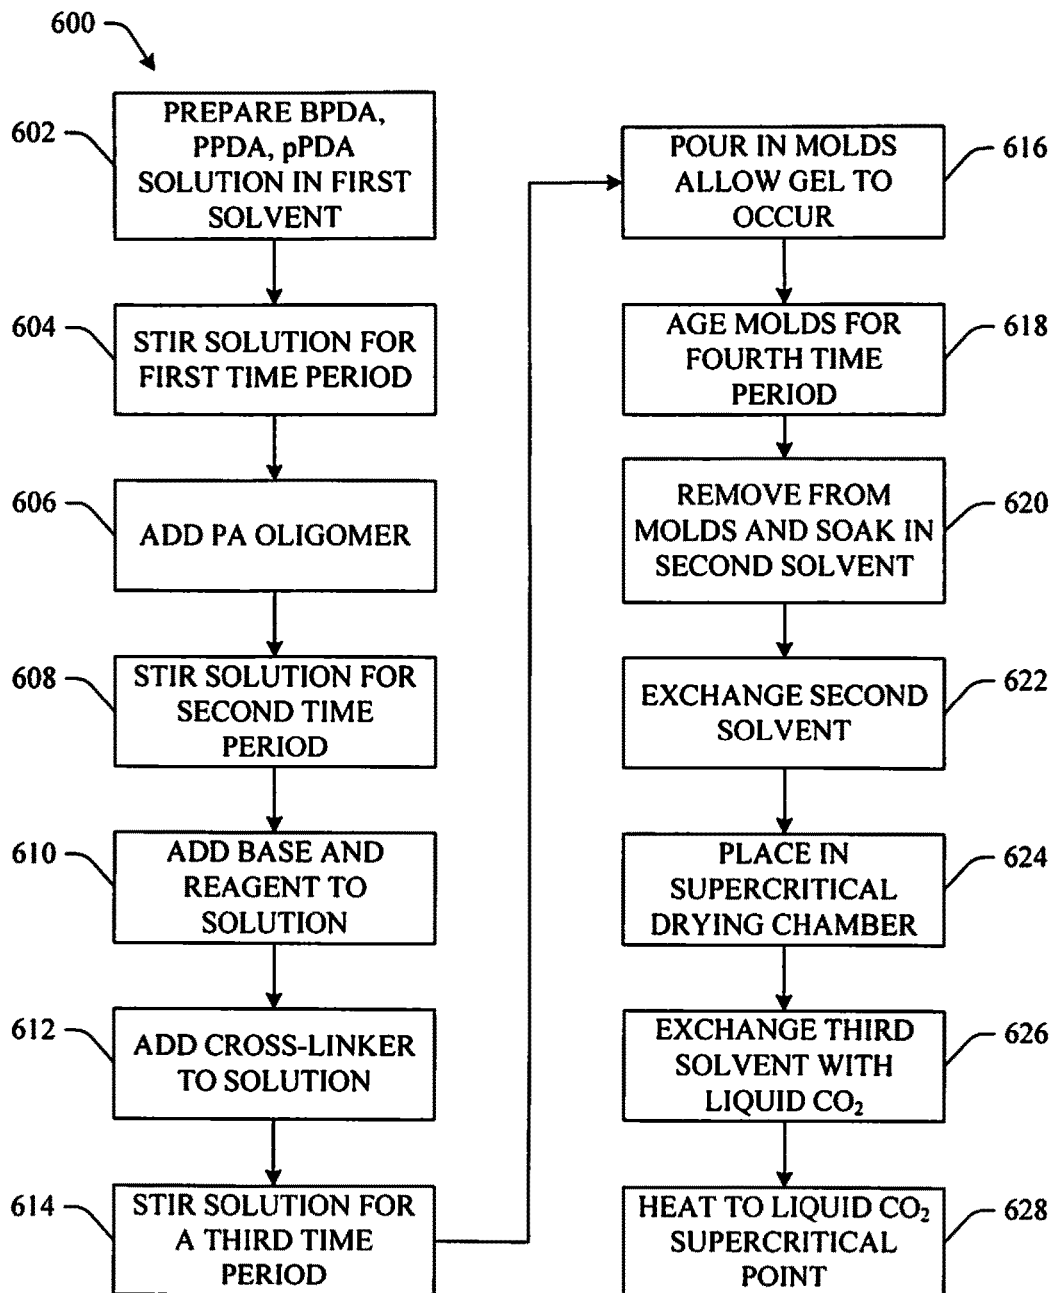 600
602
PREPARE BPDA,
PPDA, pPDA
SOLUTION IN FIRST
SOLVENT
604
STIR SOLUTION FOR
FIRST TIME PERIOD
606
ADD PA OLIGOMER
608
STIR SOLUTION FOR
SECOND TIME
PERIOD
610
ADD BASE AND
REAGENT TO
SOLUTION
612
ADD CROSS-LINKER
TO SOLUTION
614
STIR SOLUTION FOR
A THIRD TIME
PERIOD
616
POUR IN MOLDS
ALLOW GEL TO
OCCUR
618
AGE MOLDS FOR
FOURTH TIME
PERIOD
620
REMOVE FROM
MOLDS AND SOAK IN
SECOND SOLVENT
622
EXCHANGE SECOND
SOLVENT
624
PLACE IN
SUPERCRITICAL
DRYING CHAMBER
626
EXCHANGE THIRD
SOLVENT WITH
LIQUID CO₂
628
HEAT TO LIQUID CO₂
SUPERCRITICAL
POINT